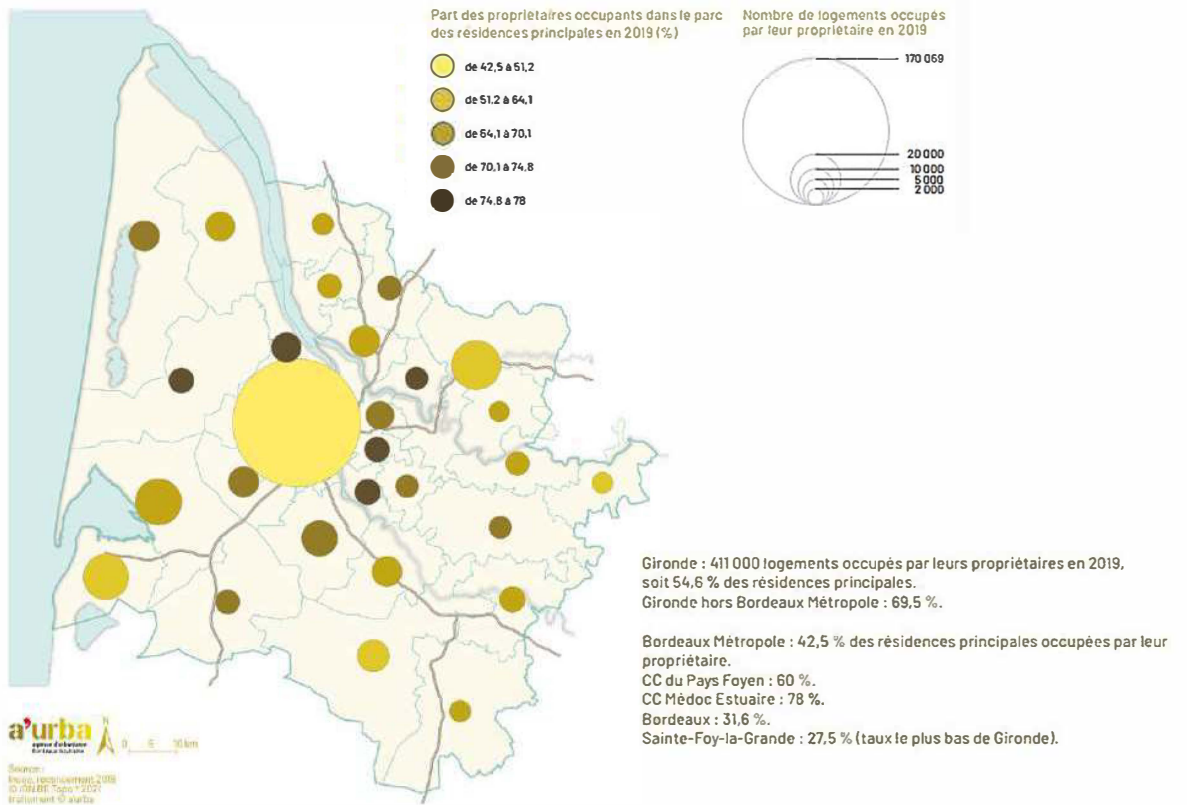 Part des propriétaires occupants dans le parc
des résidences principales en 2019 (%)
de 42,5 à 51,2
de 51,2 à 64,1
de 64,1 à 70,1
de 70,1 à 74,8
de 74,8 à 78
Nombre de logements occupés
par leur propriétaire en 2019
170 069
20 000
10 000
5 000
2 000
Gironde : 411 000 logements occupés par leurs propriétaires en 2019,
soit 54,6 % des résidences principales.
Gironde hors Bordeaux Métropole : 69,5 %.
Bordeaux Métropole : 42,5 % des résidences principales occupées par leur
propriétaire.
CC du Pays Foyen : 60 %.
CC Médoc Estuaire : 78 %.
Bordeaux : 31,6 %.
Sainte-Foy-la-Grande : 27,5 % (taux le plus bas de Gironde).
a'urba
N
0 5 10 km
Source :
Insee, recensement 2019
traitement © a'urba